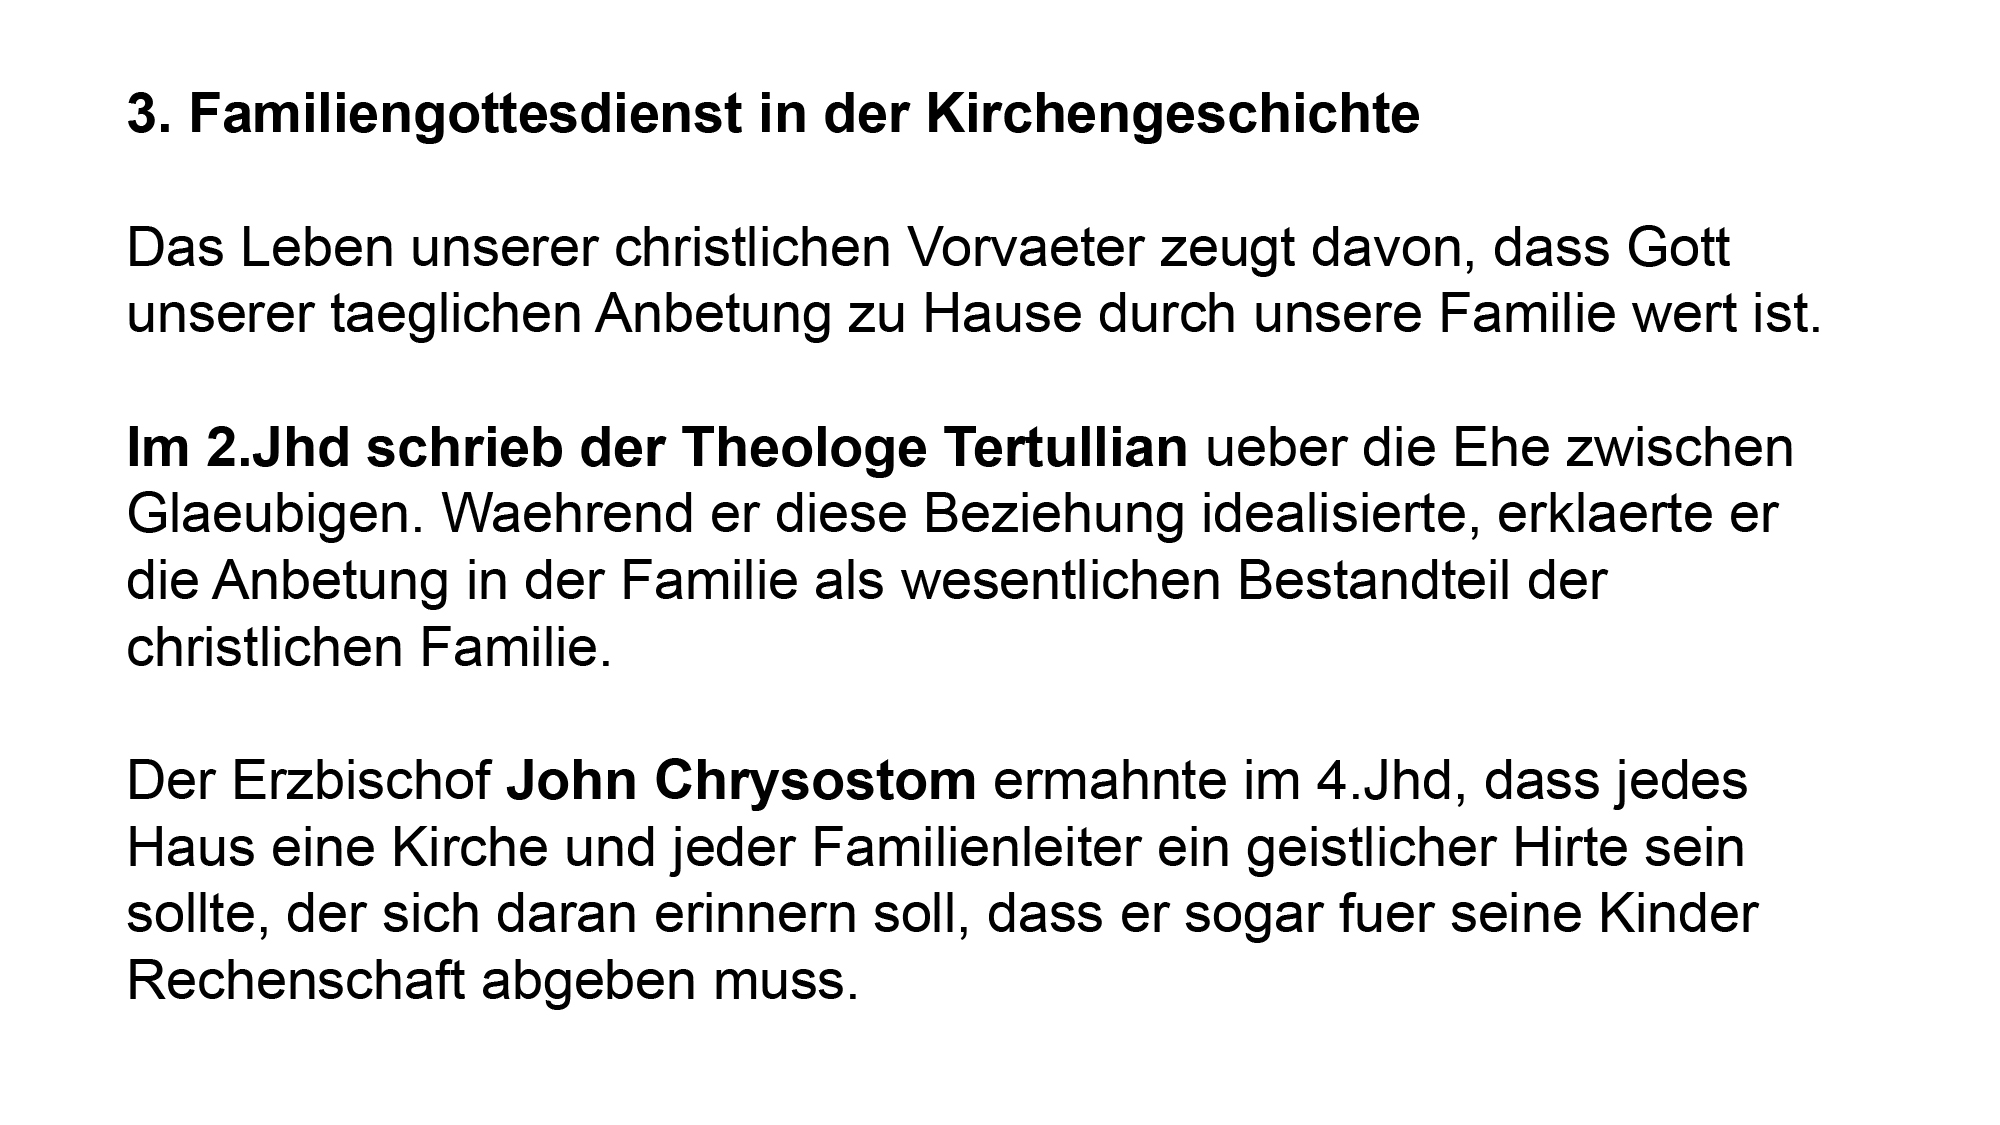 3. Familiengottesdienst in der Kirchengeschichte
Das Leben unserer christlichen Vorvaeter zeugt davon, dass Gott
unserer taeglichen Anbetung zu Hause durch unsere Familie wert ist.
Im 2.Jhd schrieb der Theologe Tertullian ueber die Ehe zwischen
Glaeubigen. Waehrend er diese Beziehung idealisierte, erklaerte er
die Anbetung in der Familie als wesentlichen Bestandteil der
christlichen Familie.
Der Erzbischof John Chrysostom ermahnte im 4.Jhd, dass jedes
Haus eine Kirche und jeder Familienleiter ein geistlicher Hirte sein
sollte, der sich daran erinnern soll, dass er sogar fuer seine Kinder
Rechenschaft abgeben muss.